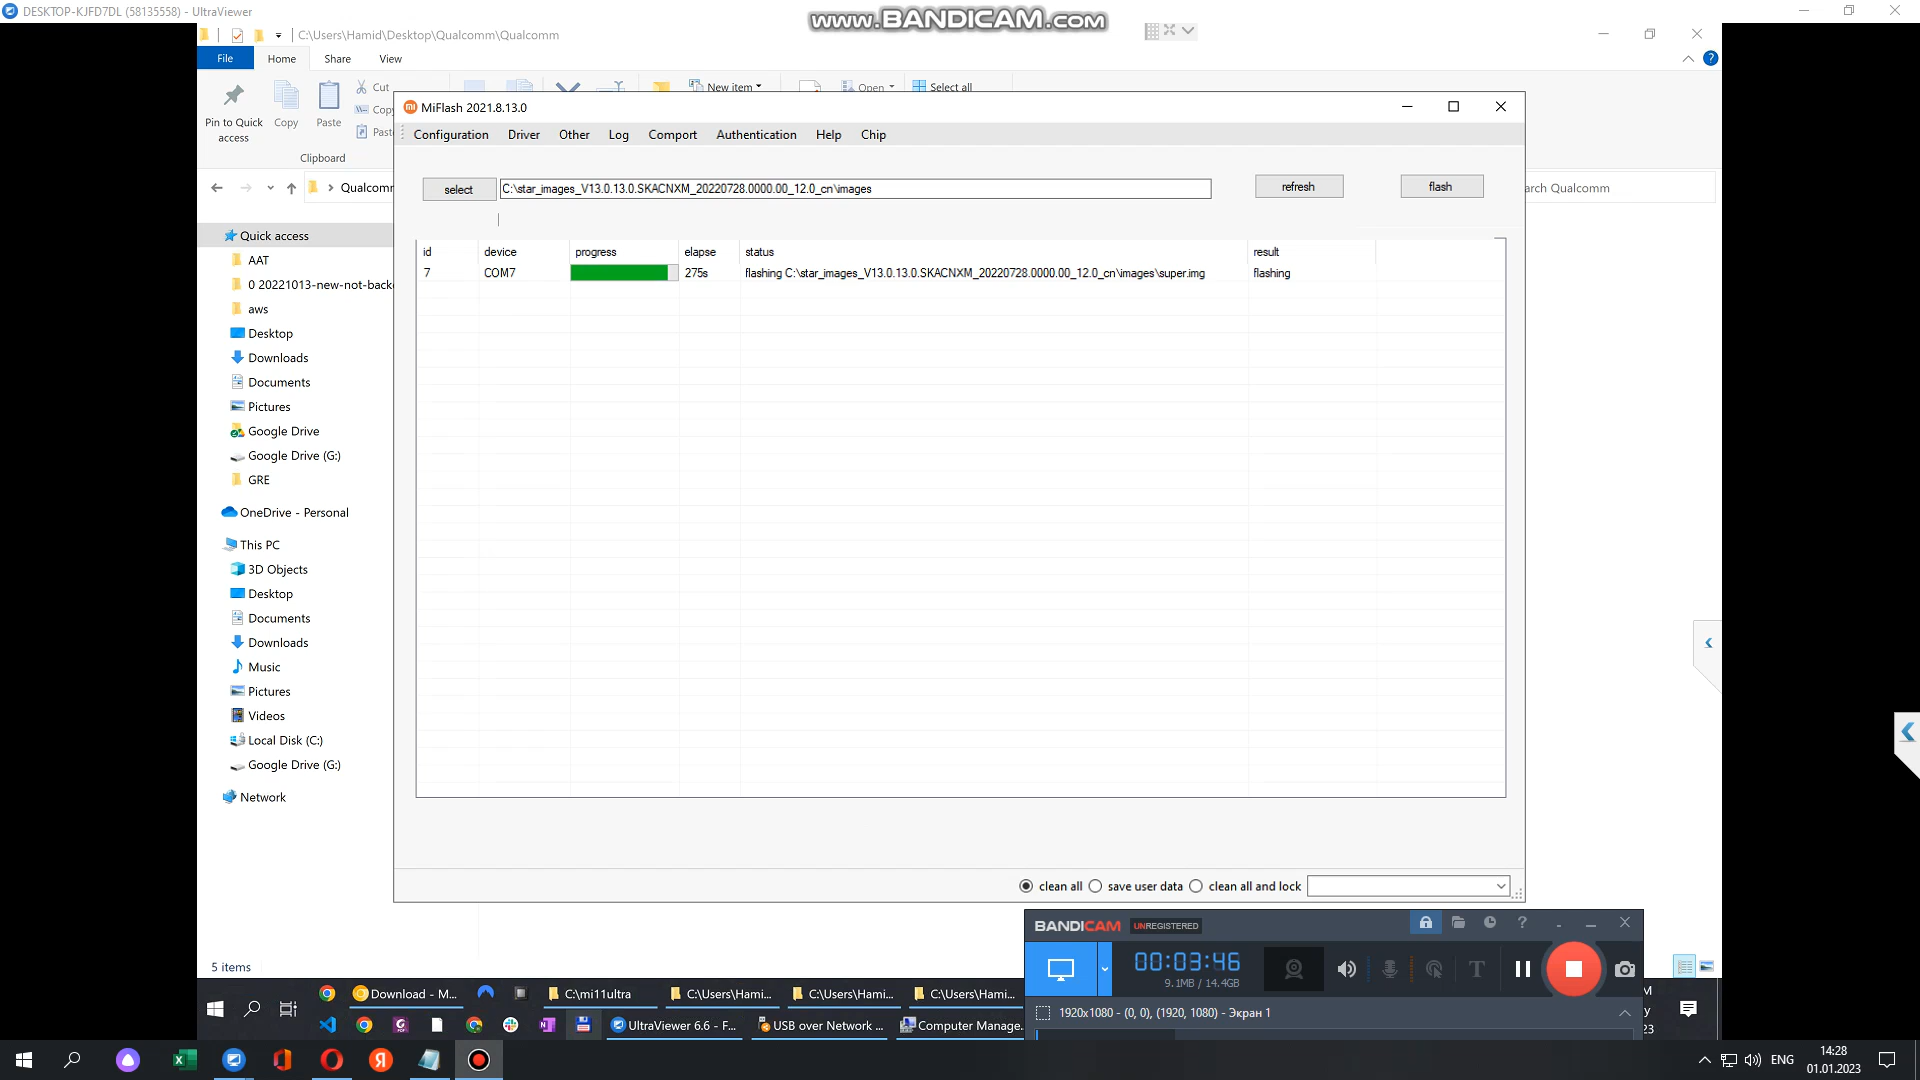 DESKTOP-KJFD7DL (58135558) - UltraViewer
www.BANDICAM.com
C:\Users\Hamid\Desktop\Qualcomm\Qualcomm
File Home Share View
Cut
New item
Open
Select all
Pin to Quick access
Copy
Paste
Clipboard
MiFlash 2021.8.13.0
Configuration Driver Other Log Comport Authentication Help Chip
select C:\star_images_V13.0.13.0.SKACNXM_20220728.0000.00_12.0_cn\images refresh flash
Qualcomm
arch Qualcomm
id device progress elapse status result
7 COM7 275s flashing C:\star_images_V13.0.13.0.SKACNXM_20220728.0000.00_12.0_cn\images\super.img flashing
Quick access
AAT
0 20221013-new-not-back
aws
Desktop
Downloads
Documents
Pictures
Google Drive
Google Drive (G:)
GRE
OneDrive - Personal
This PC
3D Objects
Desktop
Documents
Downloads
Music
Pictures
Videos
Local Disk (C:)
Google Drive (G:)
Network
clean all save user data clean all and lock
5 items
BANDICAM UNREGISTERED
00:03:46
9.1MB / 14.4GB
1920x1080 - (0, 0), (1920, 1080) - Экран 1
Download - M... C:\mi11ultra C:\Users\Hami... C:\Users\Hami... C:\Users\Hami...
UltraViewer 6.6 - F... USB over Network ... Computer Manage...
M
y
23
ENG
14:28
01.01.2023